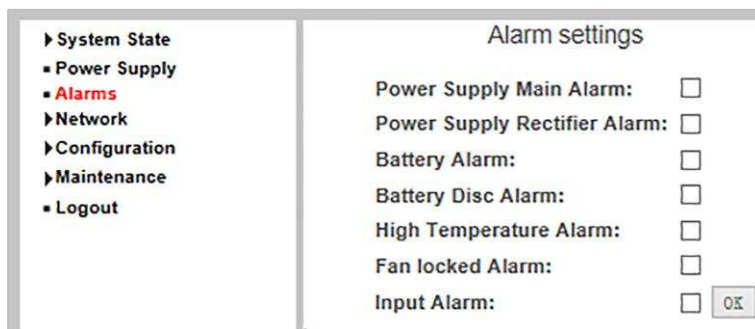 System State
Power Supply
Alarms
Network
Configuration
Maintenance
Logout
Alarm settings
Power Supply Main Alarm:
Power Supply Rectifier Alarm:
Battery Alarm:
Battery Disc Alarm:
High Temperature Alarm:
Fan locked Alarm:
Input Alarm:
OK